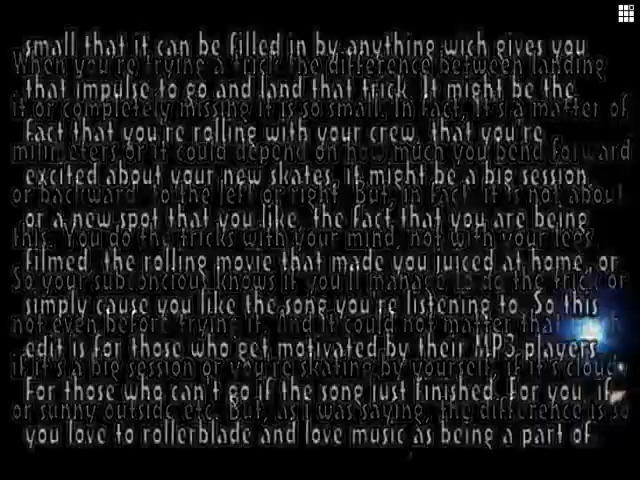 small that it can be filled in by anything wich gives you
When you're trying a trick, the difference between landing
that impulse to go and land that trick. It might be the
it or completely missing it is so small. In fact, it's a matter of
fact that you're rolling with your crew, that you're
milimeters or it could depend on how much you bend forward
excited about your new skates, it might be a big session,
or backward, to the left or right. But, in fact, it is not about
or a new spot that you like, the fact that you are being
this. You do the tricks with your mind, not with your legs
filmed, the rolling movie that made you juiced at home, or
So your subconcious knows if you'll manage to do the trick or
simply cause you like the song you're listening to. So this
not even before trying it, and it could not matter that
edit is for those who get motivated by their MP3 players
if it's a big session or you're skating by yourself, if it's cloudy
For those who can't go if the song just finished. For you, if
or sunny outside, etc. But, as i was saying, the difference is so
you love to rollerblade and love music as being a part of